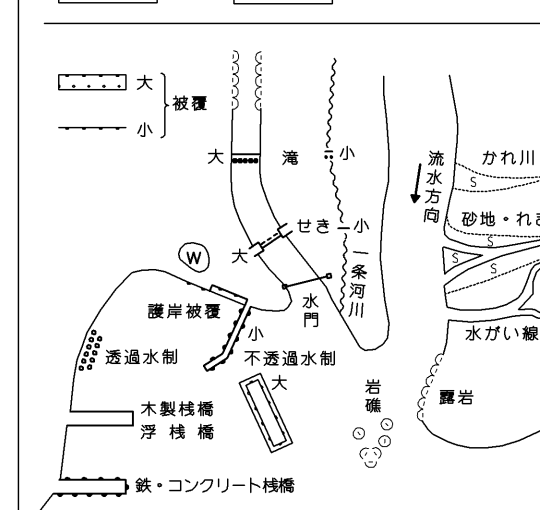 大
被覆
小
大 滝 小
流水方向
かれ川
S
せき 小
砂地・れき
大
一条河川
S
W
S
S
護岸被覆
水門
小
水がい線
透過水制
不透過水制
大
岩礁
露岩
木製桟橋
浮桟橋
鉄・コンクリート桟橋